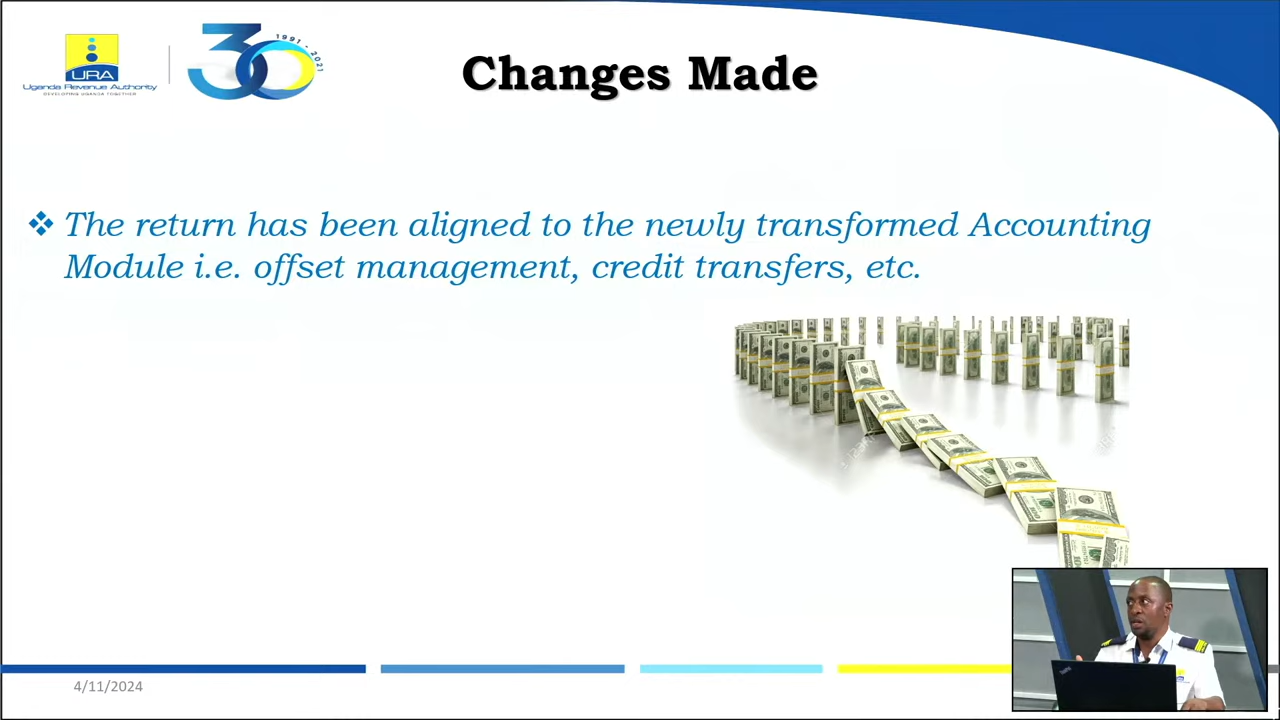 URA
Uganda Revenue Authority
DEVELOPING UGANDA TOGETHER
30
1991 - 2021
Changes Made
❖ The return has been aligned to the newly transformed Accounting
Module i.e. offset management, credit transfers, etc.
4/11/2024